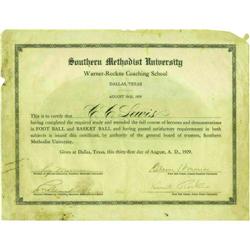 Southern Methodist University
Warner-Rockne Coaching School
DALLAS, TEXAS
AUGUST 31ST, 1929
This is to certify that C C Lewis
having completed the required study and attended the full course of lectures and demonstrations
in FOOT BALL and BASKET BALL and having passed satisfactory requirement in both
subjects is issued this certificate, by authority of the general board of trustees, Southern
Methodist University.
Given at Dallas, Texas, this thirty-first day of August, A. D., 1929.